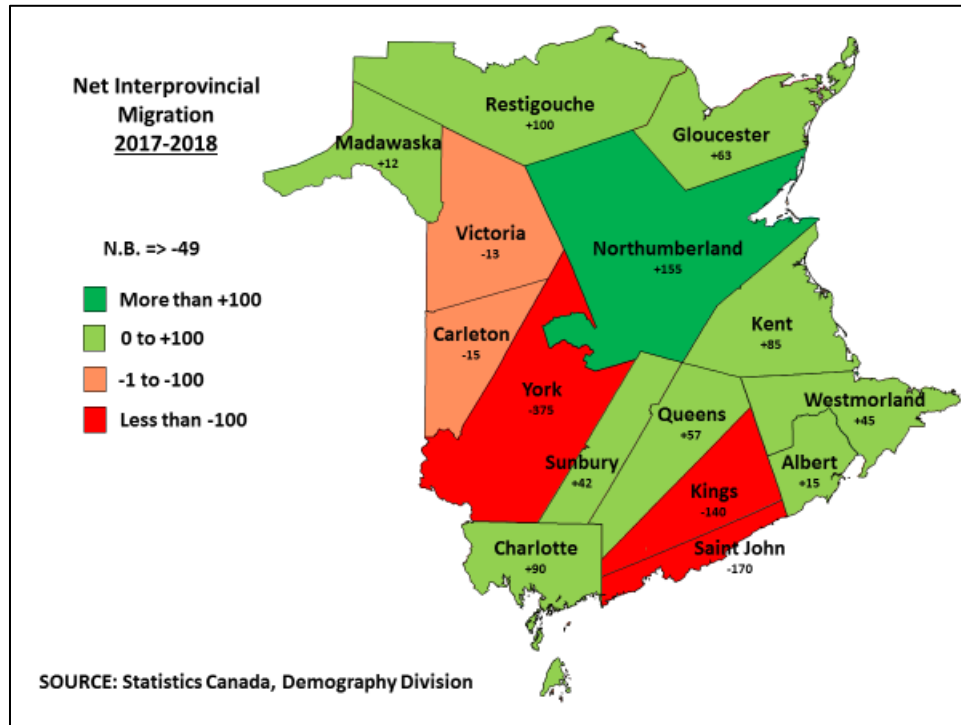 Net Interprovincial
Migration
2017-2018
N.B. => -49
More than +100
0 to +100
-1 to -100
Less than -100
Restigouche
+100
Gloucester
+63
Madawaska
+12
Victoria
-13
Northumberland
+155
Carleton
-15
Kent
+85
York
-375
Westmorland
+45
Queens
+57
Sunbury
+42
Albert
+15
Kings
-140
Charlotte
+90
Saint John
-170
SOURCE: Statistics Canada, Demography Division